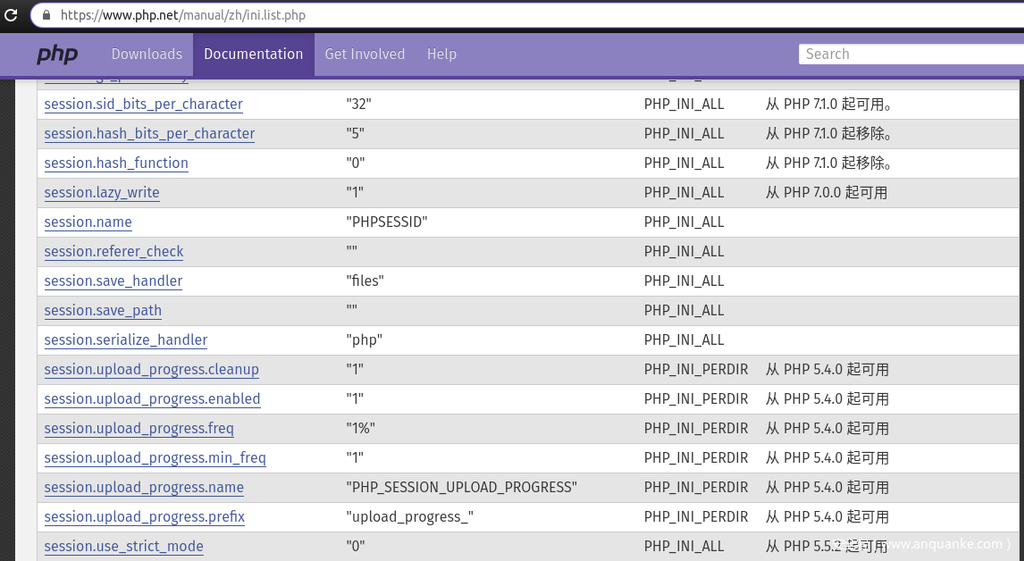 https://www.php.net/manual/zh/ini.list.php
php Downloads Documentation Get Involved Help Search
session.sid_bits_per_character "32" PHP_INI_ALL 从 PHP 7.1.0 起可用。
session.hash_bits_per_character "5" PHP_INI_ALL 从 PHP 7.1.0 起移除。
session.hash_function "0" PHP_INI_ALL 从 PHP 7.1.0 起移除。
session.lazy_write "1" PHP_INI_ALL 从 PHP 7.0.0 起可用
session.name "PHPSESSID" PHP_INI_ALL
session.referer_check "" PHP_INI_ALL
session.save_handler "files" PHP_INI_ALL
session.save_path "" PHP_INI_ALL
session.serialize_handler "php" PHP_INI_ALL
session.upload_progress.cleanup "1" PHP_INI_PERDIR 从 PHP 5.4.0 起可用
session.upload_progress.enabled "1" PHP_INI_PERDIR 从 PHP 5.4.0 起可用
session.upload_progress.freq "1%" PHP_INI_PERDIR 从 PHP 5.4.0 起可用
session.upload_progress.min_freq "1" PHP_INI_PERDIR 从 PHP 5.4.0 起可用
session.upload_progress.name "PHP_SESSION_UPLOAD_PROGRESS" PHP_INI_PERDIR 从 PHP 5.4.0 起可用
session.upload_progress.prefix "upload_progress_" PHP_INI_PERDIR 从 PHP 5.4.0 起可用
session.use_strict_mode "0" PHP_INI_ALL 从 PHP 5.5.2 起可用
www.anquanke.com